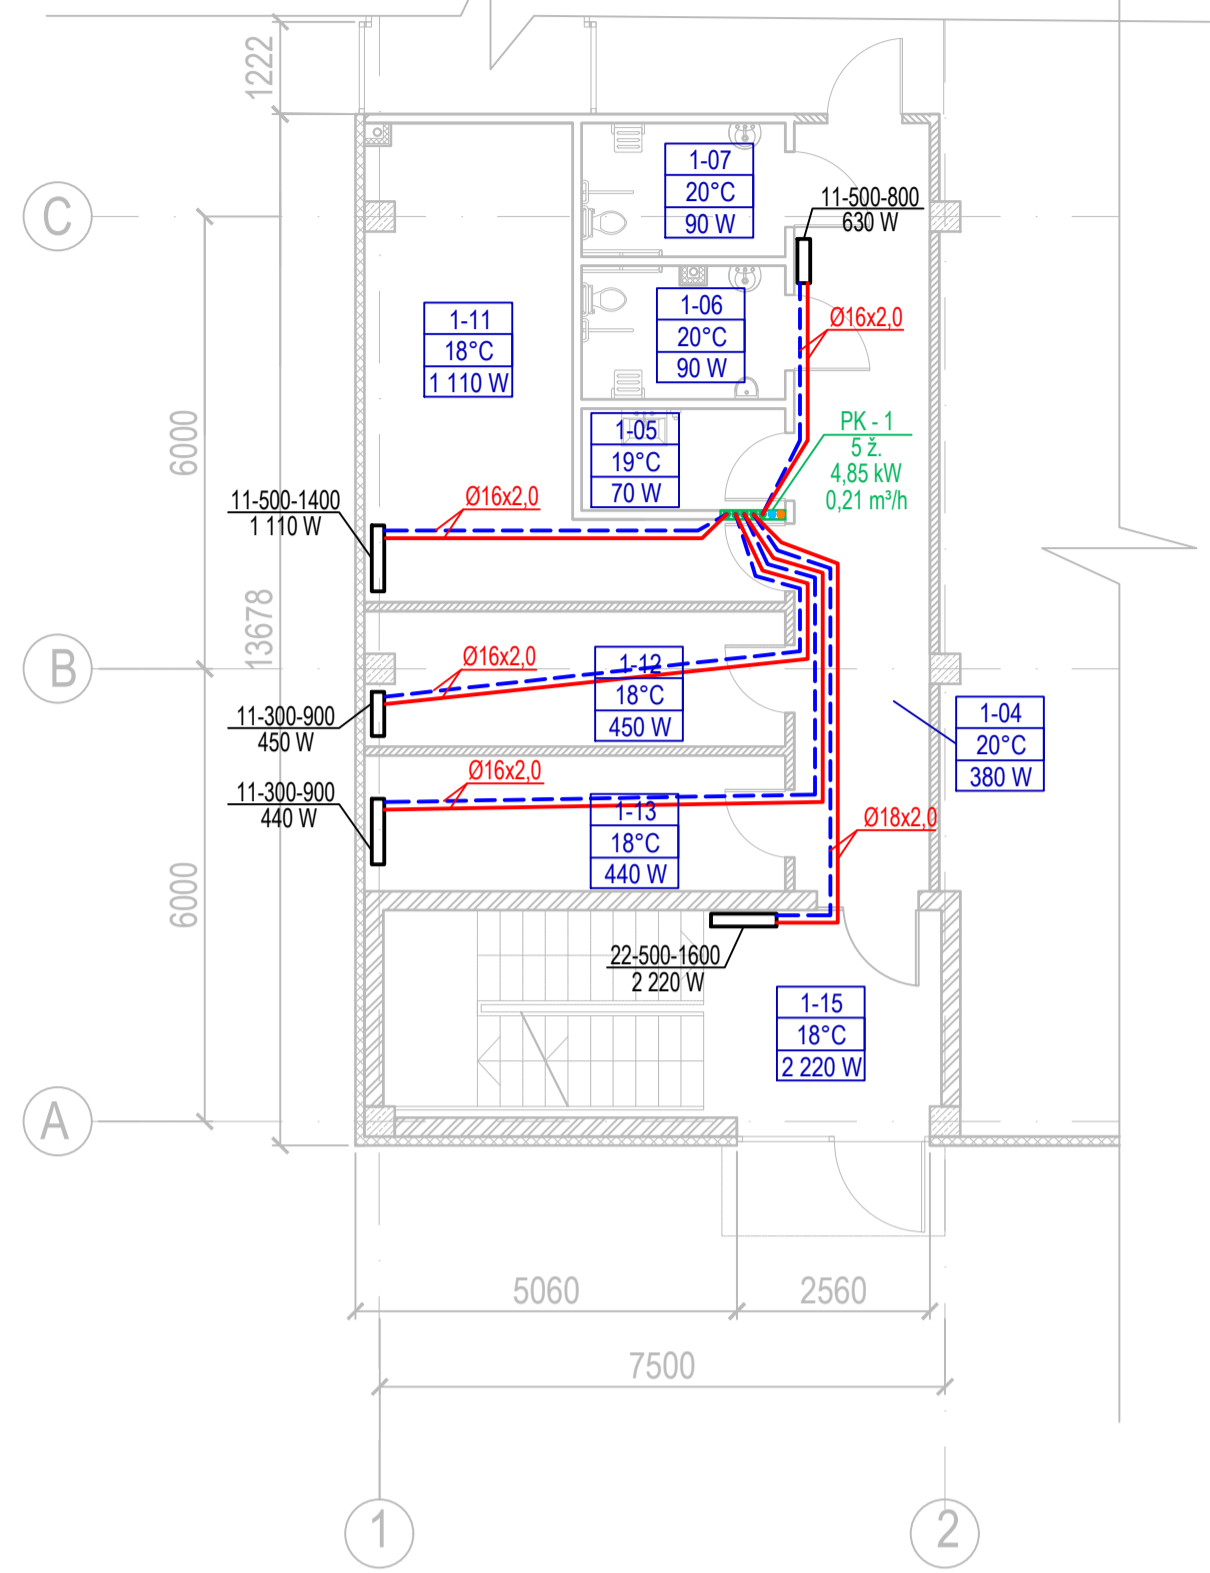 1222
C
1-07
20°C
90 W
11-500-800
630 W
1-11
18°C
1 110 W
1-06
20°C
90 W
Ø16x2,0
6000
1-05
19°C
70 W
PK - 1
5 ž.
4,85 kW
0,21 m³/h
11-500-1400
1 110 W
Ø16x2,0
13678
B
Ø16x2,0
1-12
18°C
450 W
11-300-900
450 W
1-04
20°C
380 W
Ø16x2,0
11-300-900
440 W
1-13
18°C
440 W
Ø18x2,0
6000
22-500-1600
2 220 W
1-15
18°C
2 220 W
A
5060
2560
7500
1
2